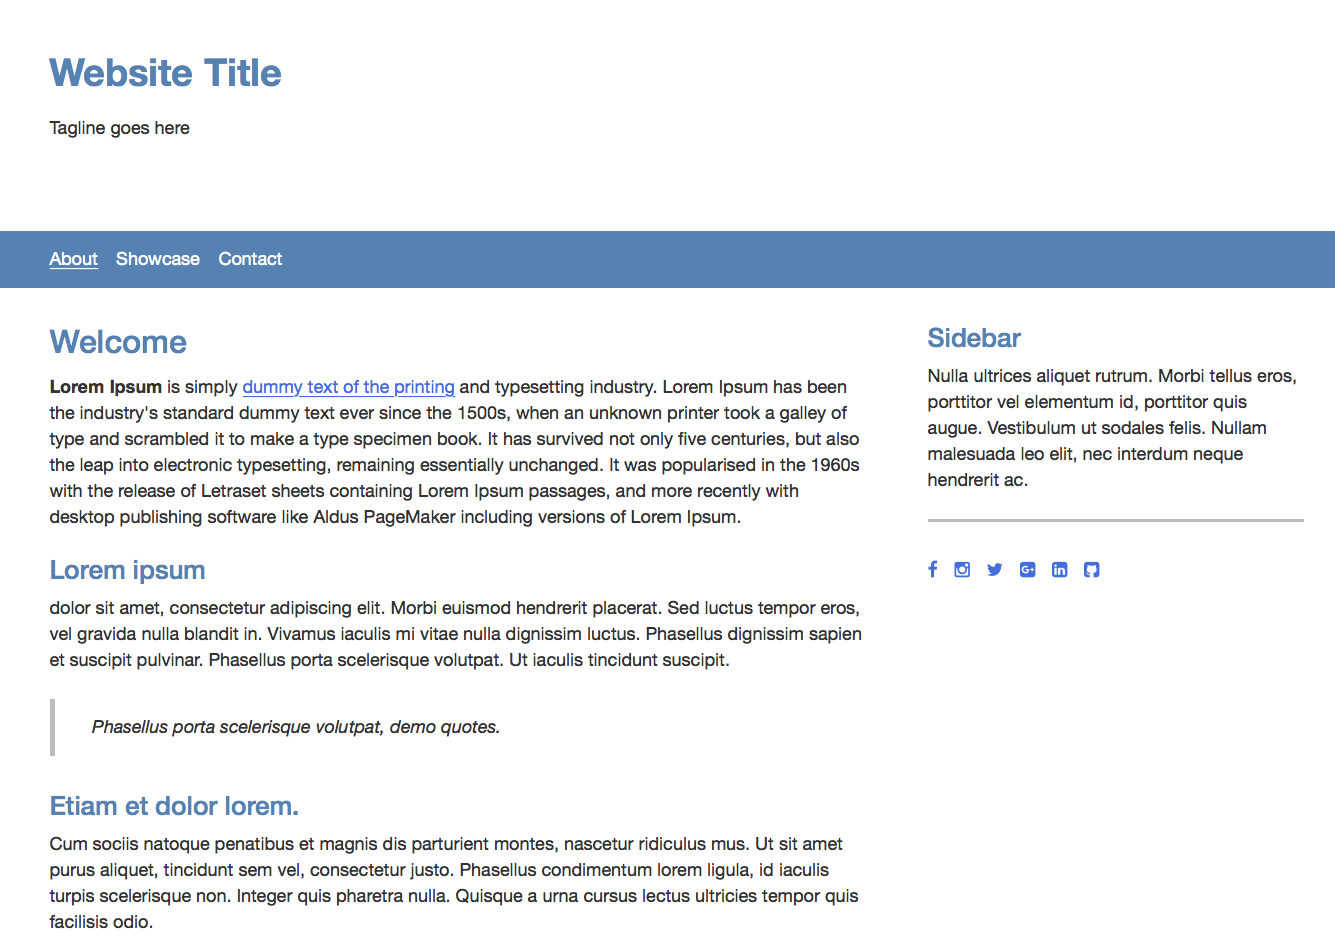 Website Title
Tagline goes here
About Showcase Contact
Welcome
Lorem Ipsum is simply dummy text of the printing and typesetting industry. Lorem Ipsum has been
the industry's standard dummy text ever since the 1500s, when an unknown printer took a galley of
type and scrambled it to make a type specimen book. It has survived not only five centuries, but also
the leap into electronic typesetting, remaining essentially unchanged. It was popularised in the 1960s
with the release of Letraset sheets containing Lorem Ipsum passages, and more recently with
desktop publishing software like Aldus PageMaker including versions of Lorem Ipsum.
Lorem ipsum
dolor sit amet, consectetur adipiscing elit. Morbi euismod hendrerit placerat. Sed luctus tempor eros,
vel gravida nulla blandit in. Vivamus iaculis mi vitae nulla dignissim luctus. Phasellus dignissim sapien
et suscipit pulvinar. Phasellus porta scelerisque volutpat. Ut iaculis tincidunt suscipit.
Phasellus porta scelerisque volutpat, demo quotes.
Etiam et dolor lorem.
Cum sociis natoque penatibus et magnis dis parturient montes, nascetur ridiculus mus. Ut sit amet
purus aliquet, tincidunt sem vel, consectetur justo. Phasellus condimentum lorem ligula, id iaculis
turpis scelerisque non. Integer quis pharetra nulla. Quisque a urna cursus lectus ultricies tempor quis
facilisis odio.
Sidebar
Nulla ultrices aliquet rutrum. Morbi tellus eros,
porttitor vel elementum id, porttitor quis
augue. Vestibulum ut sodales felis. Nullam
malesuada leo elit, nec interdum neque
hendrerit ac.